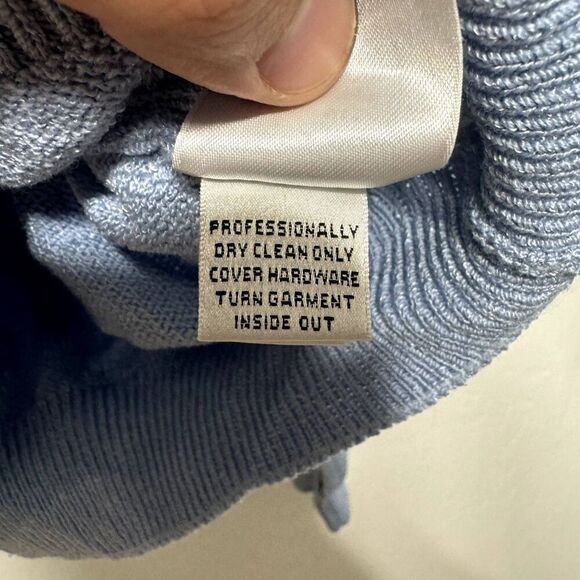 PROFESSIONALLY
DRY CLEAN ONLY
COVER HARDWARE
TURN GARMENT
INSIDE OUT